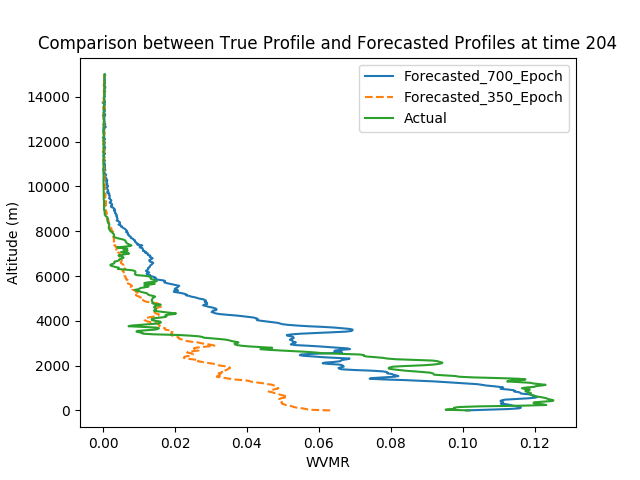 Comparison between True Profile and Forecasted Profiles at time 204
Forecasted_700_Epoch
Forecasted_350_Epoch
Actual
Altitude (m)
14000
12000
10000
8000
6000
4000
2000
0
0.00 0.02 0.04 0.06 0.08 0.10 0.12
WVMR